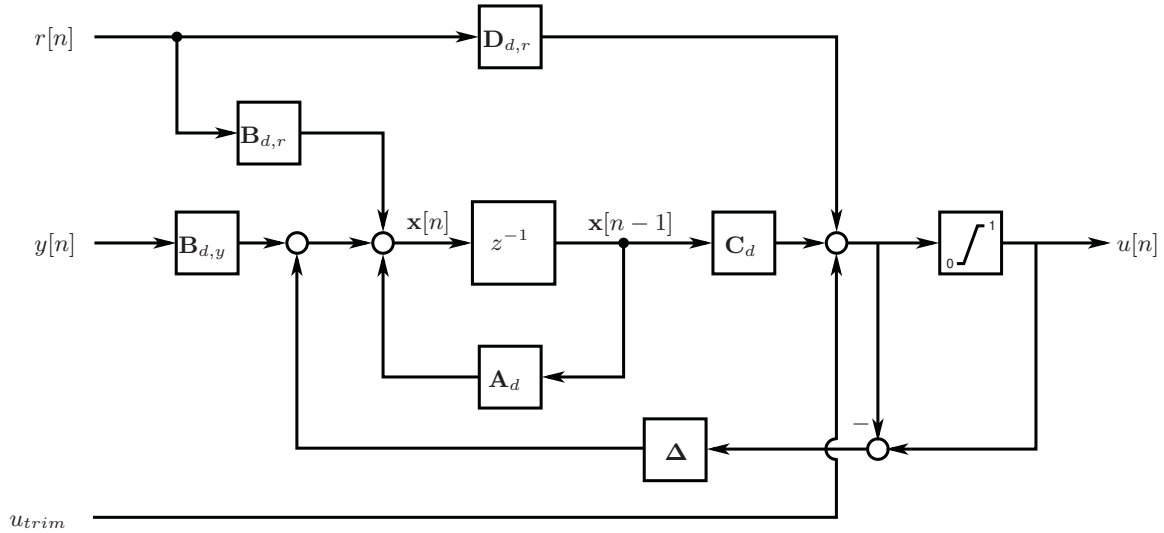 r[n]
D_{d,r}
B_{d,r}
y[n]
B_{d,y}
x[n]
z^{-1}
x[n − 1]
C_d
0
1
u[n]
A_d
−
Δ
u_{trim}